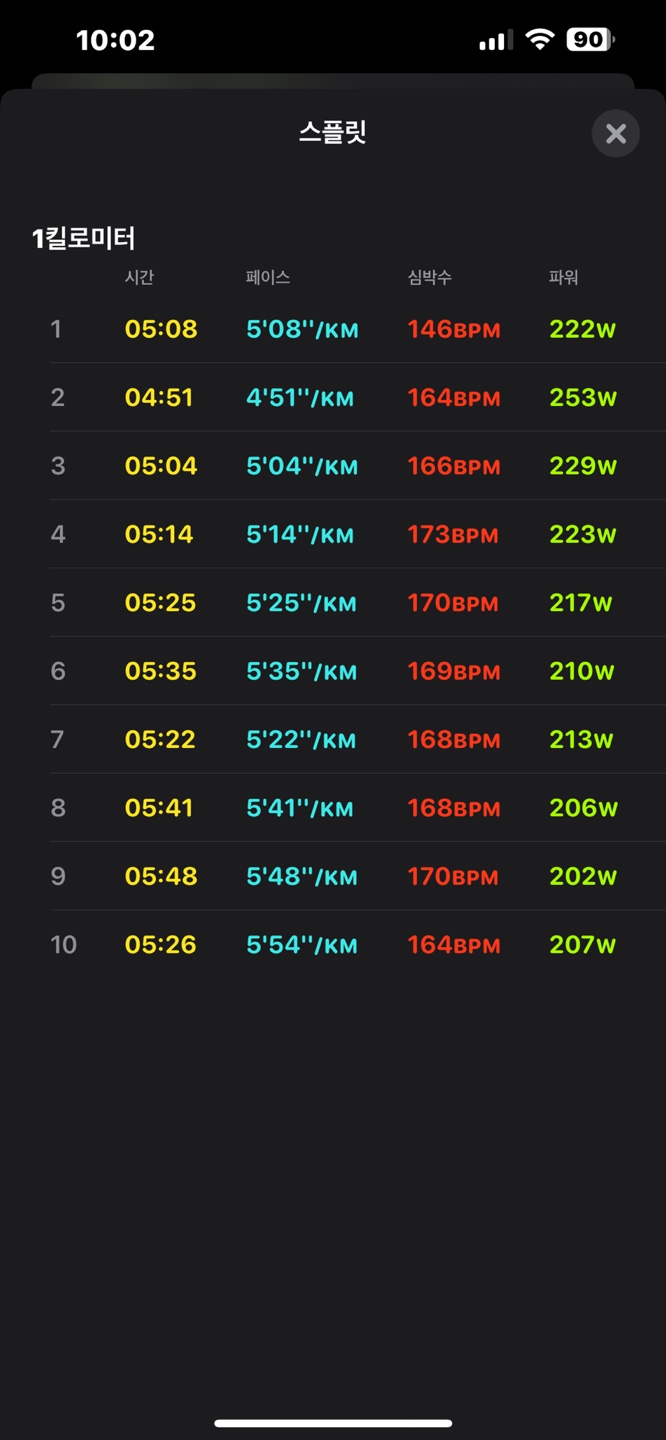 10:02 90
스플릿
1킬로미터
시간 페이스 심박수 파워
1 05:08 5'08''/KM 146BPM 222W
2 04:51 4'51''/KM 164BPM 253W
3 05:04 5'04''/KM 166BPM 229W
4 05:14 5'14''/KM 173BPM 223W
5 05:25 5'25''/KM 170BPM 217W
6 05:35 5'35''/KM 169BPM 210W
7 05:22 5'22''/KM 168BPM 213W
8 05:41 5'41''/KM 168BPM 206W
9 05:48 5'48''/KM 170BPM 202W
10 05:26 5'54''/KM 164BPM 207W